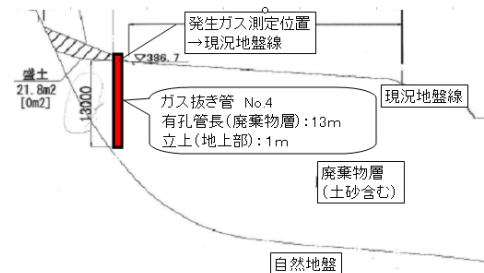 発生ガス測定位置
→現況地盤線
▽386.7
盛土
21.8m2
[0m2]
13000
現況地盤線
ガス抜き管 No.4
有孔管長(廃棄物層):13m
立上(地上部):1m
廃棄物層
(土砂含む)
自然地盤